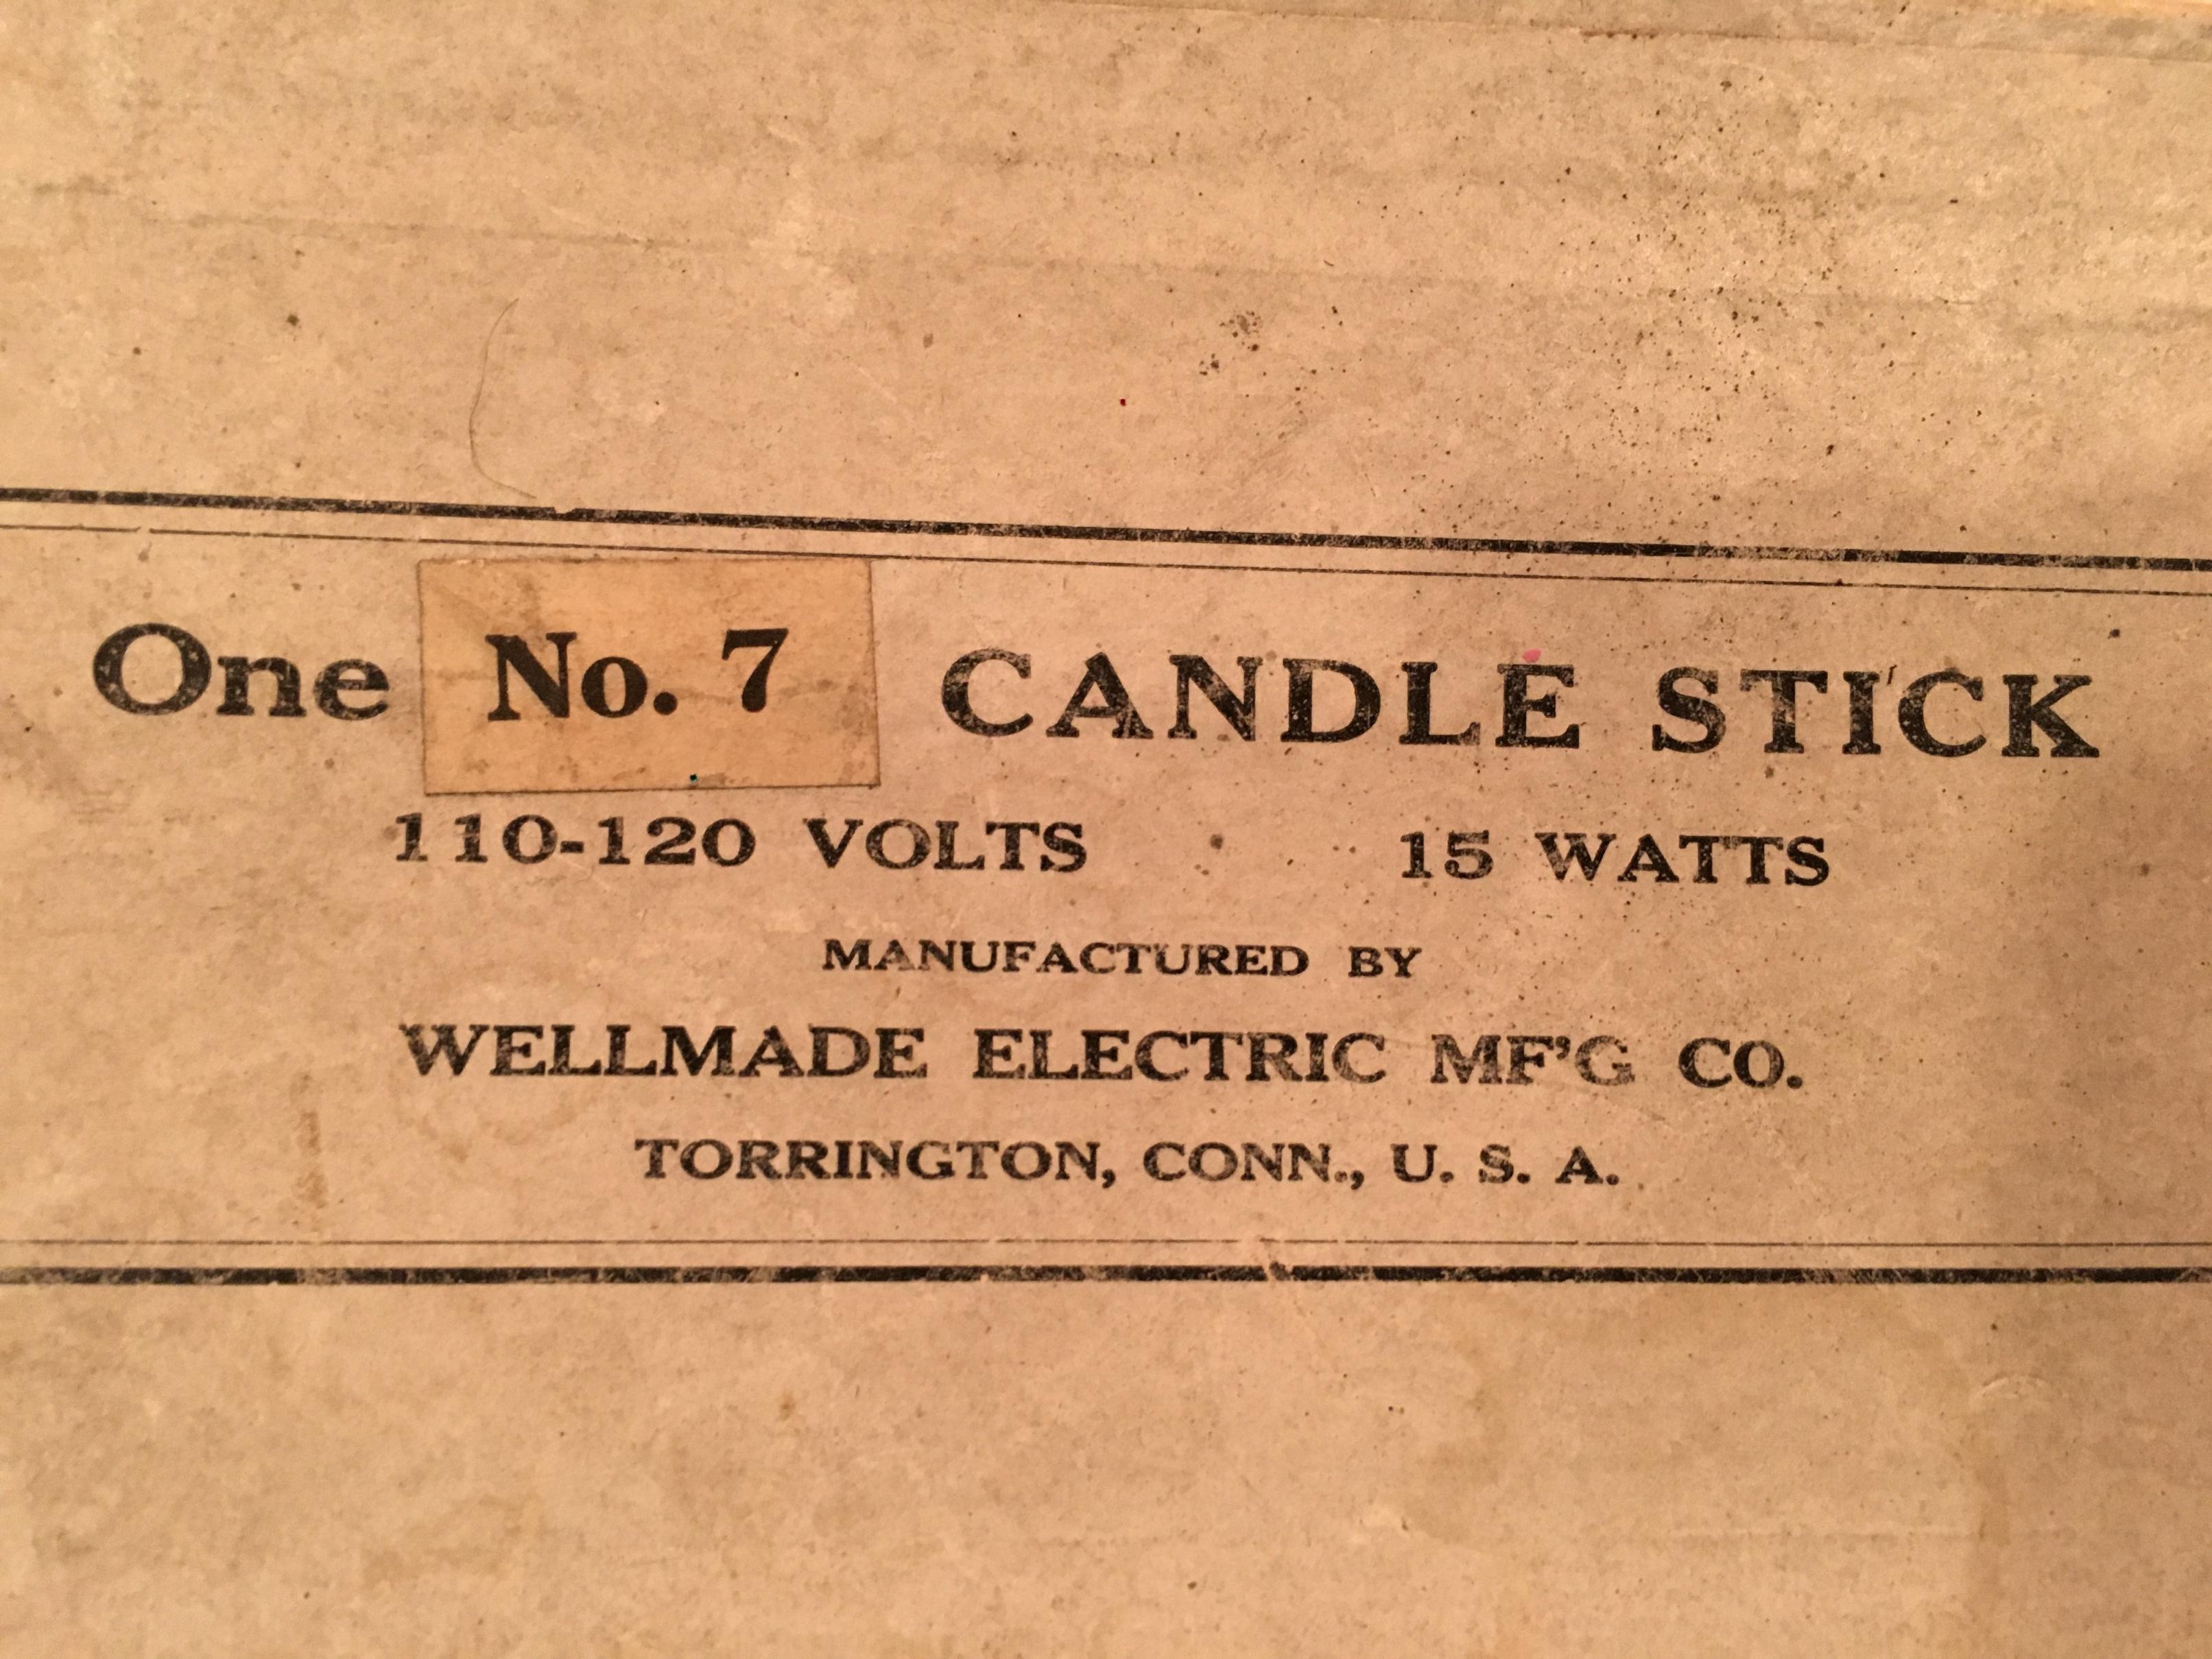 One No. 7 CANDLE STICK
110-120 VOLTS 15 WATTS
MANUFACTURED BY
WELLMADE ELECTRIC MF'G CO.
TORRINGTON, CONN., U. S. A.